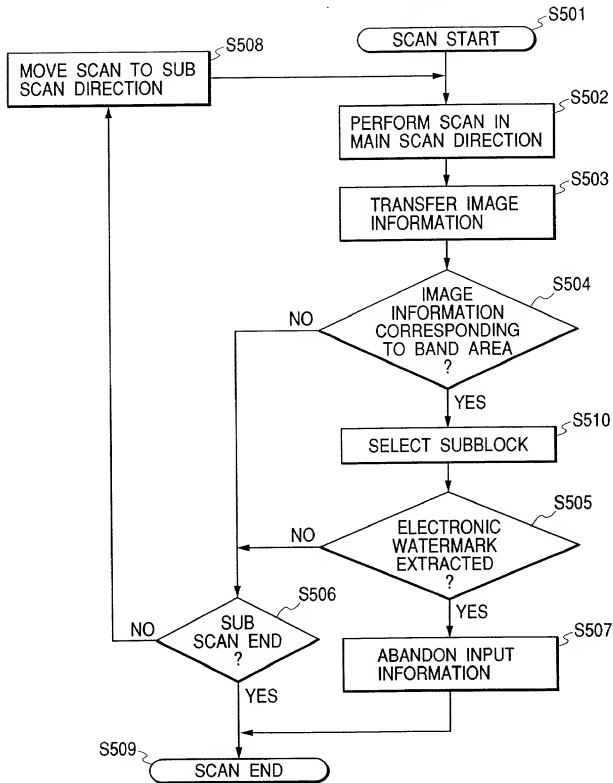 S501
SCAN START
S508
MOVE SCAN TO SUB
SCAN DIRECTION
S502
PERFORM SCAN IN
MAIN SCAN DIRECTION
S503
TRANSFER IMAGE
INFORMATION
S504
IMAGE
INFORMATION
CORRESPONDING
TO BAND AREA
?
NO
YES
S510
SELECT SUBBLOCK
S505
ELECTRONIC
WATERMARK
EXTRACTED
?
NO
YES
S506
SUB
SCAN END
?
NO
YES
S507
ABANDON INPUT
INFORMATION
S509
SCAN END